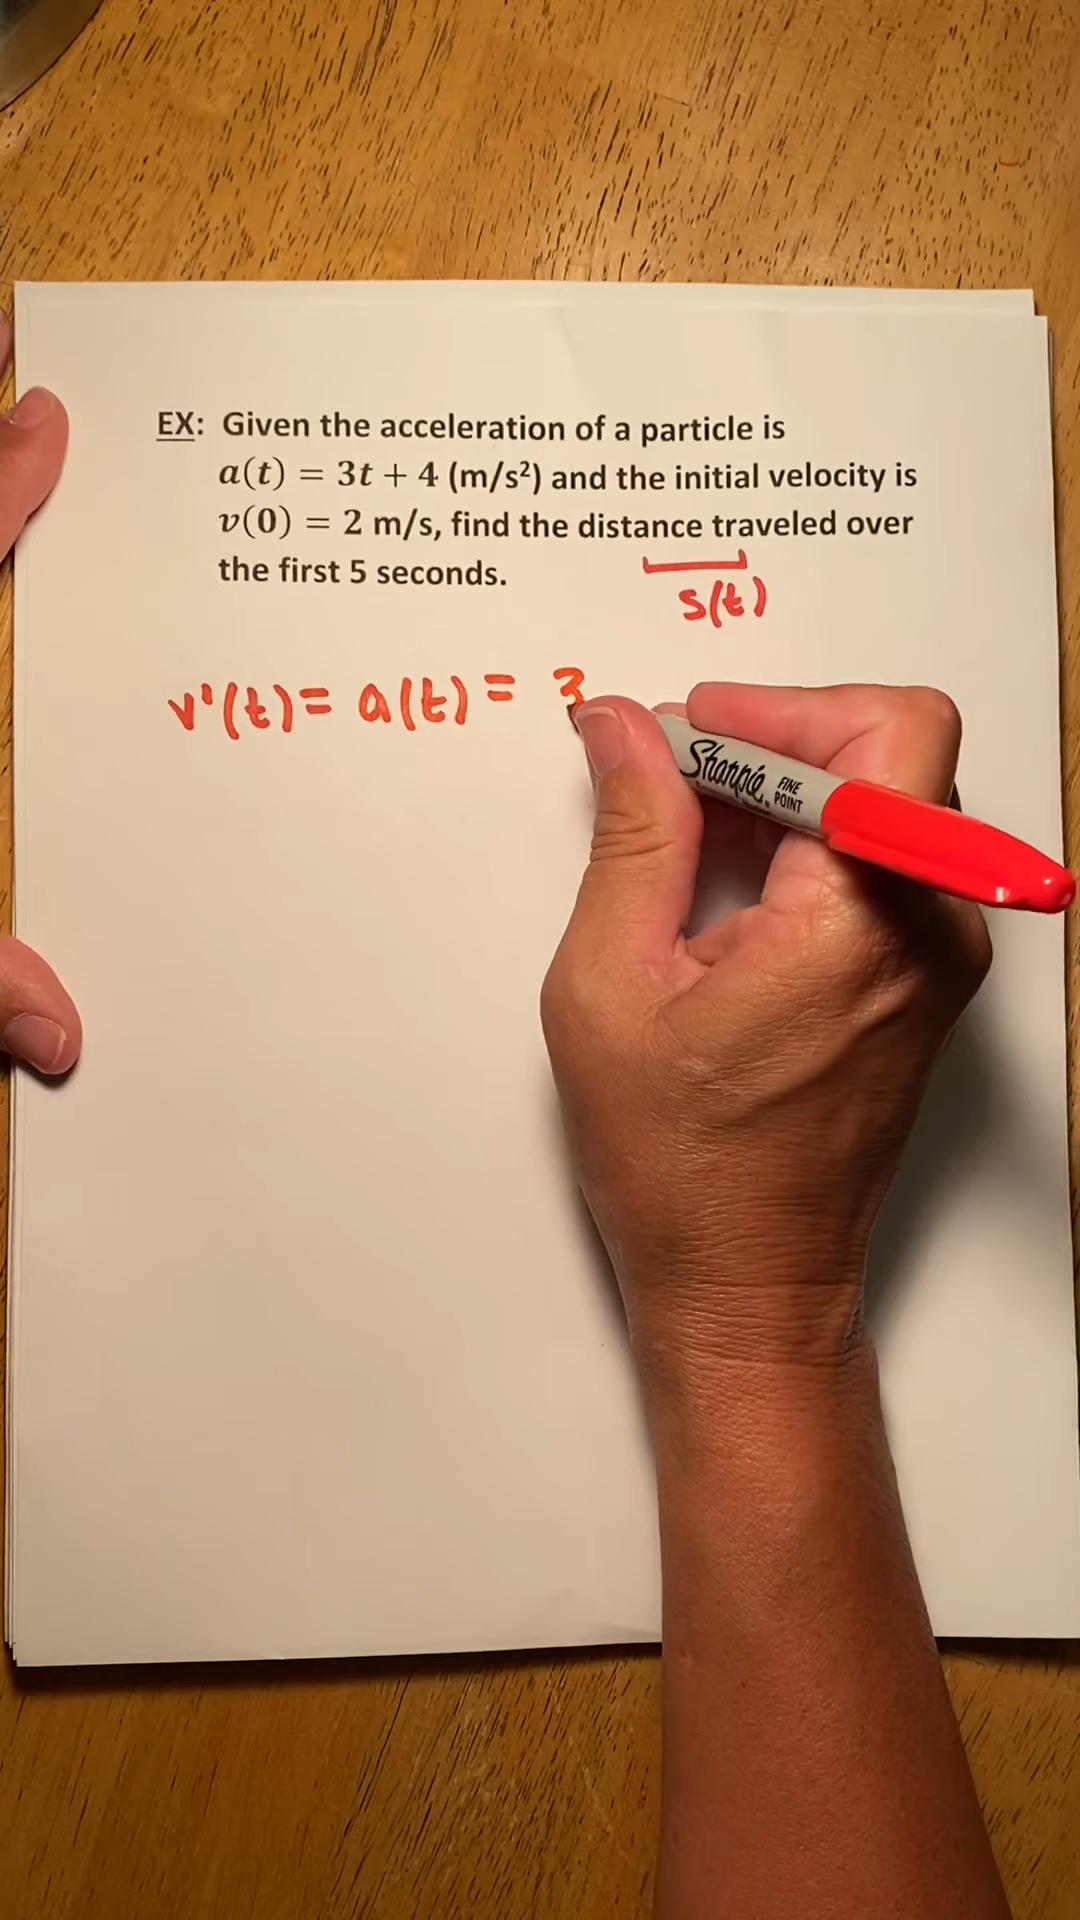 EX: Given the acceleration of a particle is
a(t) = 3t + 4 (m/s²) and the initial velocity is
v(0) = 2 m/s, find the distance traveled over
the first 5 seconds.
s(t)
v'(t) = a(t) = 3
Sharpie. FINE
POINT